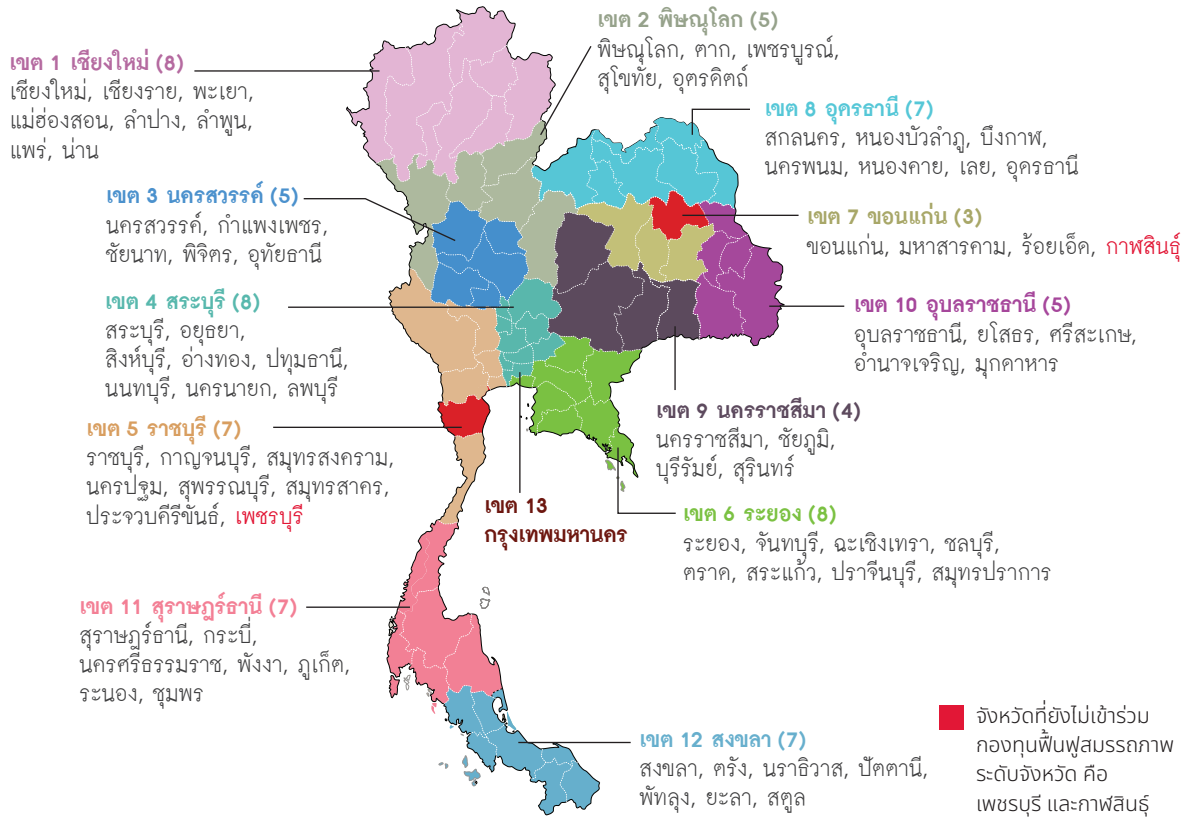 เขต 1 เชียงใหม่ (8)
เชียงใหม่, เชียงราย, พะเยา,
แม่ฮ่องสอน, ลำปาง, ลำพูน,
แพร่, น่าน
เขต 2 พิษณุโลก (5)
พิษณุโลก, ตาก, เพชรบูรณ์,
สุโขทัย, อุตรดิตถ์
เขต 8 อุดรธานี (7)
สกลนคร, หนองบัวลำภู, บึงกาฬ,
นครพนม, หนองคาย, เลย, อุดรธานี
เขต 3 นครสวรรค์ (5)
นครสวรรค์, กำแพงเพชร,
ชัยนาท, พิจิตร, อุทัยธานี
เขต 7 ขอนแก่น (3)
ขอนแก่น, มหาสารคาม, ร้อยเอ็ด, กาฬสินธุ์
เขต 4 สระบุรี (8)
สระบุรี, อยุธยา,
สิงห์บุรี, อ่างทอง, ปทุมธานี,
นนทบุรี, นครนายก, ลพบุรี
เขต 10 อุบลราชธานี (5)
อุบลราชธานี, ยโสธร, ศรีสะเกษ,
อำนาจเจริญ, มุกดาหาร
เขต 9 นครราชสีมา (4)
นครราชสีมา, ชัยภูมิ,
บุรีรัมย์, สุรินทร์
เขต 5 ราชบุรี (7)
ราชบุรี, กาญจนบุรี, สมุทรสงคราม,
นครปฐม, สุพรรณบุรี, สมุทรสาคร,
ประจวบคีรีขันธ์, เพชรบุรี
เขต 13
กรุงเทพมหานคร
เขต 6 ระยอง (8)
ระยอง, จันทบุรี, ฉะเชิงเทรา, ชลบุรี,
ตราด, สระแก้ว, ปราจีนบุรี, สมุทรปราการ
เขต 11 สุราษฎร์ธานี (7)
สุราษฎร์ธานี, กระบี่,
นครศรีธรรมราช, พังงา, ภูเก็ต,
ระนอง, ชุมพร
เขต 12 สงขลา (7)
สงขลา, ตรัง, นราธิวาส, ปัตตานี,
พัทลุง, ยะลา, สตูล
จังหวัดที่ยังไม่เข้าร่วม
กองทุนฟื้นฟูสมรรถภาพ
ระดับจังหวัด คือ
เพชรบุรี และกาฬสินธุ์